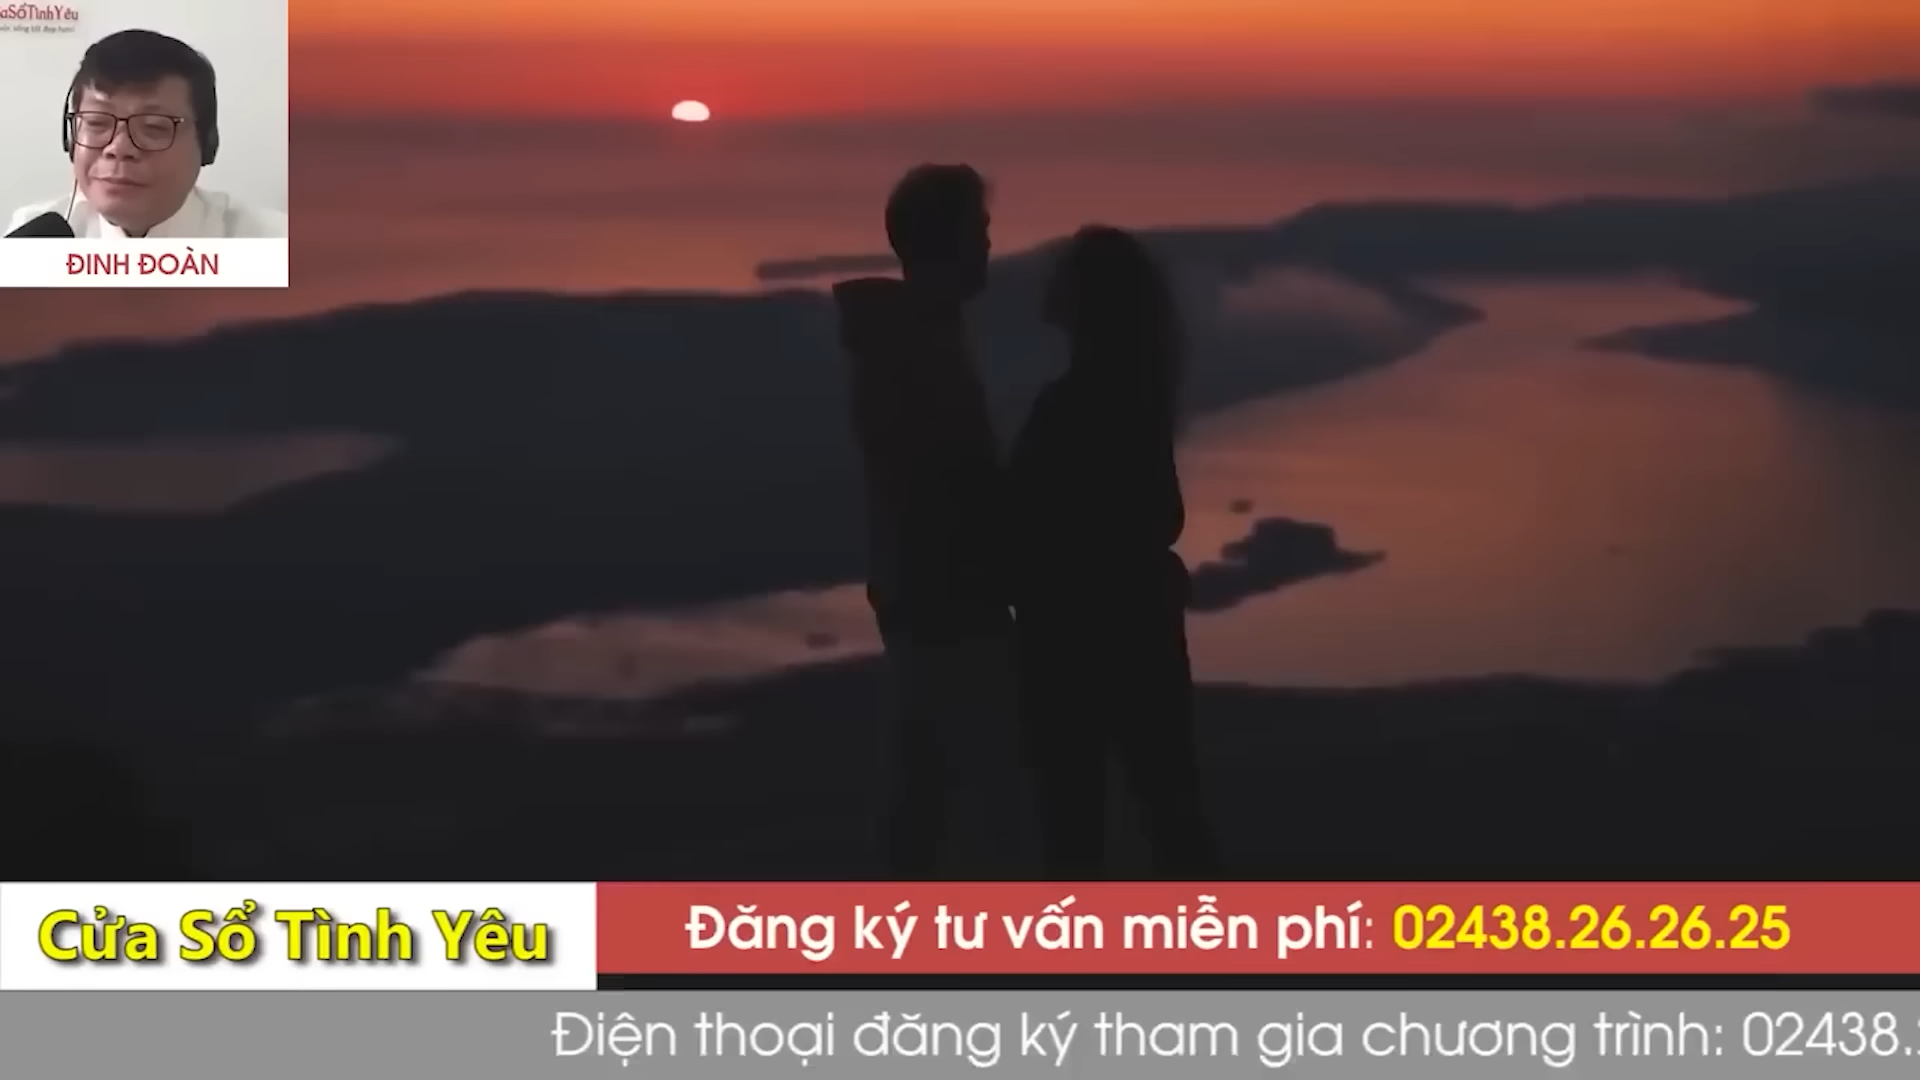 aSổTìnhYêu
ĐINH ĐOÀN
Cửa Sổ Tình Yêu
Đăng ký tư vấn miễn phí: 02438.26.26.25
Điện thoại đăng ký tham gia chương trình: 02438.